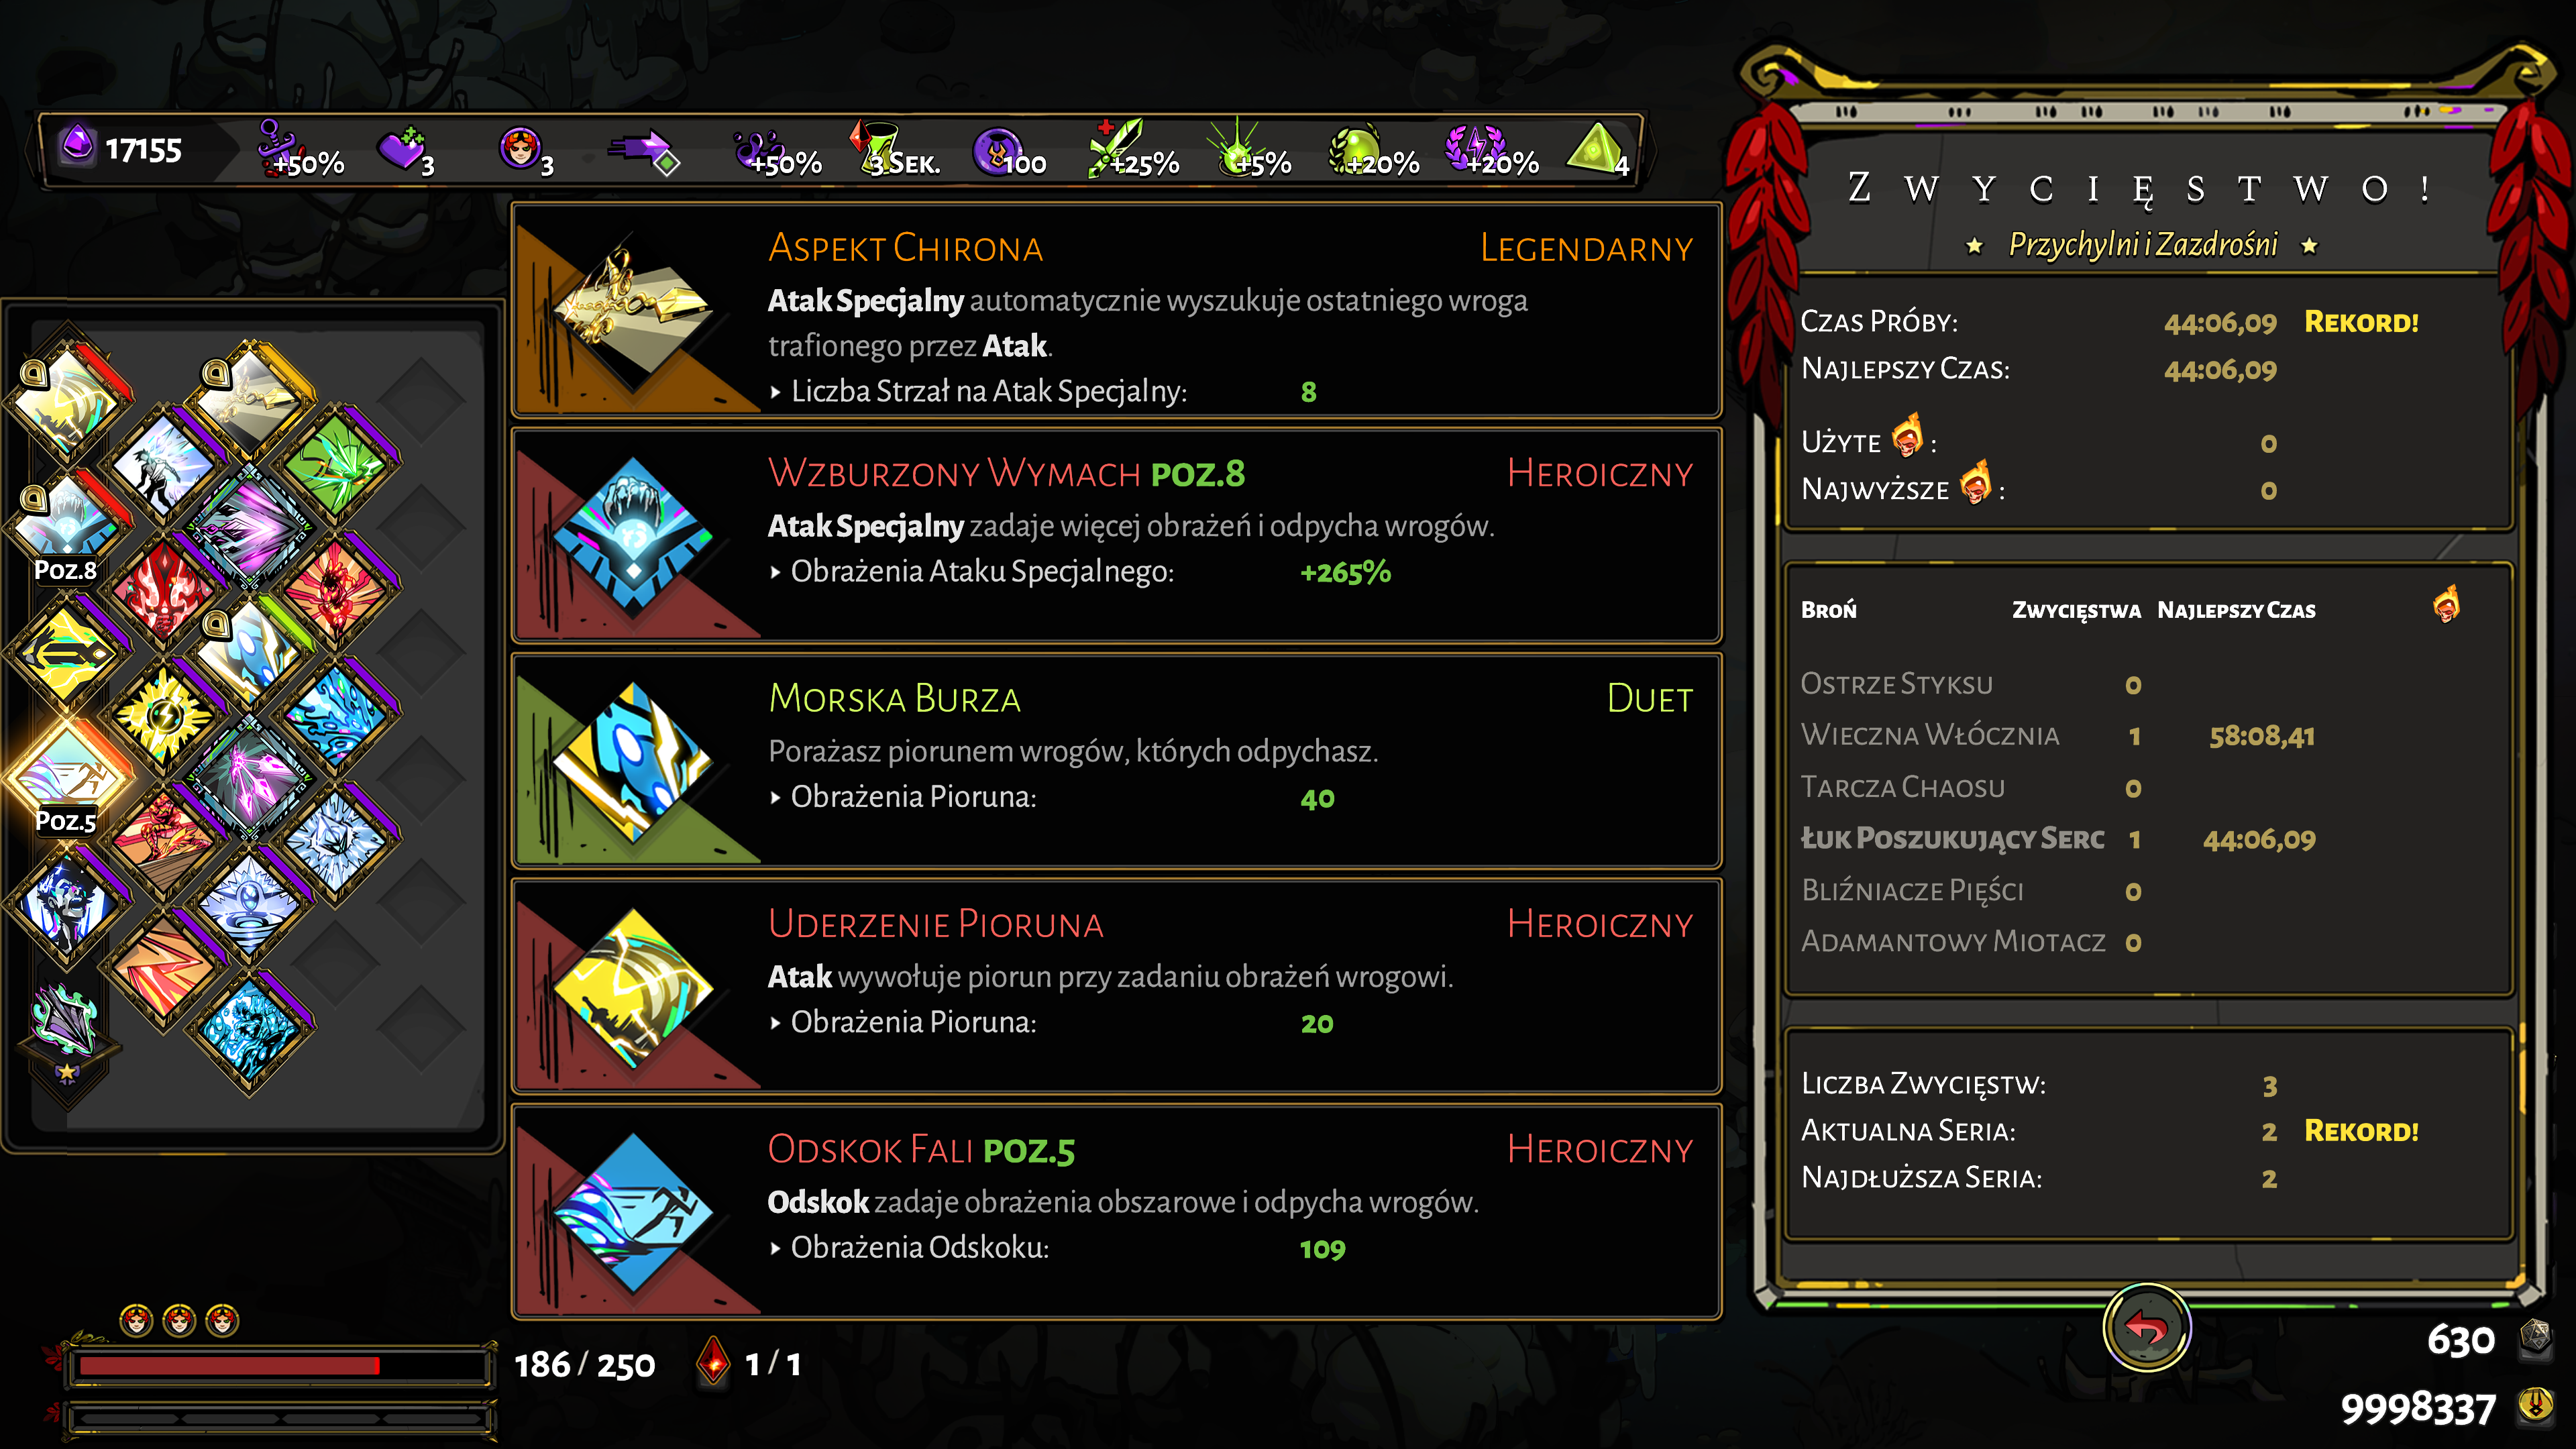 17155 +50% 3 3 +50% 3 SEK. 100 +25% +5% +20% +20% 4
Poz.8
Poz.5
ASPEKT CHIRONA LEGENDARNY
Atak Specjalny automatycznie wyszukuje ostatniego wroga
trafionego przez Atak.
Liczba Strzał na Atak Specjalny: 8
WZBURZONY WYMACH POZ.8 HEROICZNY
Atak Specjalny zadaje więcej obrażeń i odpycha wrogów.
Obrażenia Ataku Specjalnego: +265%
MORSKA BURZA DUET
Porażasz piorunem wrogów, których odpychasz.
Obrażenia Pioruna: 40
UDERZENIE PIORUNA HEROICZNY
Atak wywołuje piorun przy zadaniu obrażeń wrogowi.
Obrażenia Pioruna: 20
ODSKOK FALI POZ.5 HEROICZNY
Odskok zadaje obrażenia obszarowe i odpycha wrogów.
Obrażenia Odskoku: 109
186 / 250 1 / 1
ZWYCIĘSTWO!
Przychylni i Zazdrośni
CZAS PRÓBY: 44:06,09 REKORD!
NAJLEPSZY CZAS: 44:06,09
UŻYTE : 0
NAJWYŻSZE : 0
BROŃ ZWYCIĘSTWA NAJLEPSZY CZAS
OSTRZE STYKSU 0
WIECZNA WŁÓCZNIA 1 58:08,41
TARCZA CHAOSU 0
ŁUK POSZUKUJĄCY SERC 1 44:06,09
BLIŹNIACZE PIĘŚCI 0
ADAMANTOWY MIOTACZ 0
LICZBA ZWYCIĘSTW: 3
AKTUALNA SERIA: 2 REKORD!
NAJDŁUŻSZA SERIA: 2
630
9998337